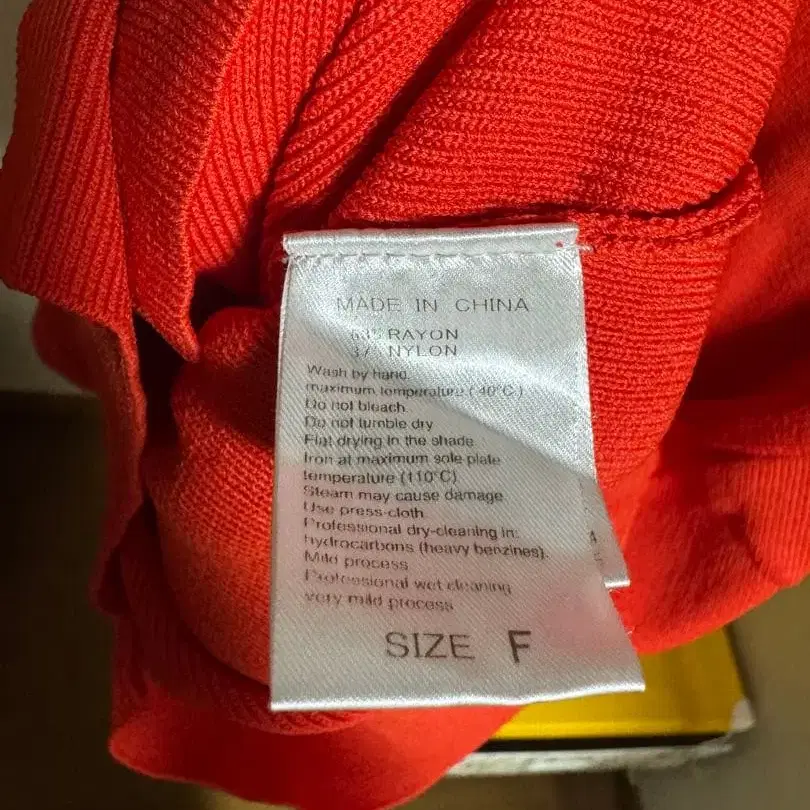 MADE IN CHINA
63% RAYON
37% NYLON
Wash by hand.
maximum temperature (40°C)
Do not bleach.
Do not tumble dry
Flat drying in the shade
Iron at maximum sole plate
temperature (110°C)
Steam may cause damage
Use press-cloth.
Professional dry-cleaning in:
hydrocarbons (heavy benzines).
Mild process
Professional wet cleaning
very mild process
SIZE F